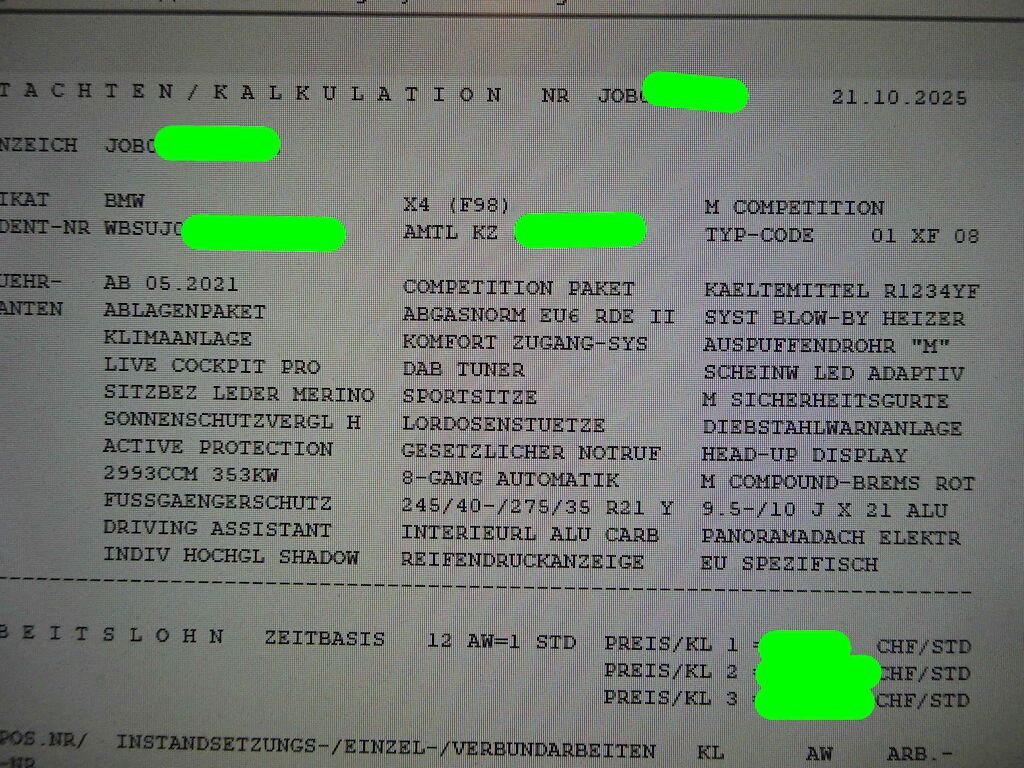 TACHTEN/KALKULATION NR JOB 21.10.2025
NZEICH JOB
IKAT BMW X4 (F98) M COMPETITION
DENT-NR WBSUJ AMTL KZ TYP-CODE 01 XF 08
UEHR- AB 05.2021 COMPETITION PAKET KAELTEMITTEL R1234YF
ANTEN ABLAGENPAKET ABGASNORM EU6 RDE II SYST BLOW-BY HEIZER
KLIMAANLAGE KOMFORT ZUGANG-SYS AUSPUFFENDROHR "M"
LIVE COCKPIT PRO DAB TUNER SCHEINW LED ADAPTIV
SITZBEZ LEDER MERINO SPORTSITZE M SICHERHEITSGURTE
SONNENSCHUTZVERGL H LORDOSENSTUETZE DIEBSTAHLWARNANLAGE
ACTIVE PROTECTION GESETZLICHER NOTRUF HEAD-UP DISPLAY
2993CCM 353KW 8-GANG AUTOMATIK M COMPOUND-BREMS ROT
FUSSGAENGERSCHUTZ 245/40-/275/35 R21 Y 9.5-/10 J X 21 ALU
DRIVING ASSISTANT INTERIEURL ALU CARB PANORAMADACH ELEKTR
INDIV HOCHGL SHADOW REIFENDRUCKANZEIGE EU SPEZIFISCH
BEITSLOHN ZEITBASIS 12 AW=1 STD PREIS/KL 1 = CHF/STD
PREIS/KL 2 CHF/STD
PREIS/KL 3 CHF/STD
POS.NR/ INSTANDSETZUNGS-/EINZEL-/VERBUNDARBEITEN KL AW ARB.-
-NR